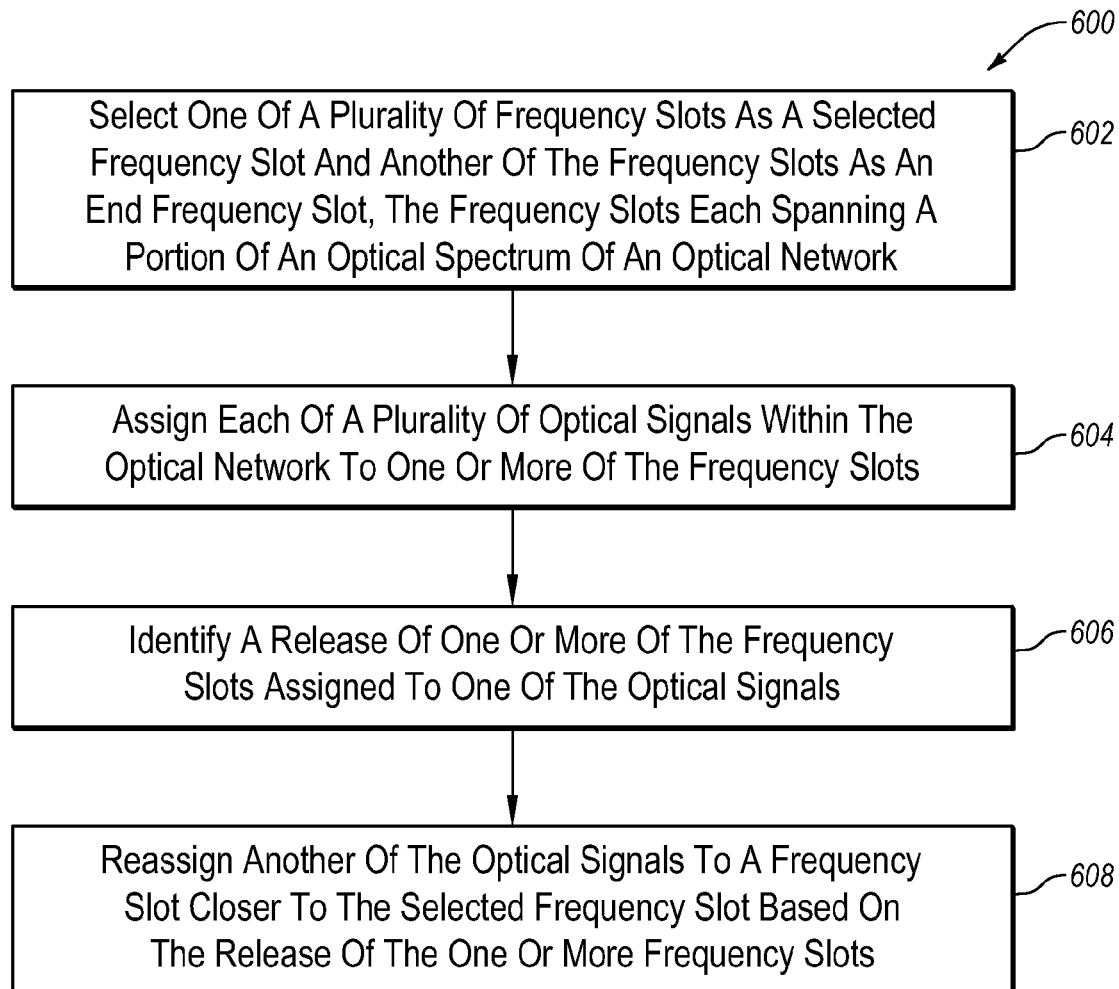 600
Select One Of A Plurality Of Frequency Slots As A Selected
Frequency Slot And Another Of The Frequency Slots As An
End Frequency Slot, The Frequency Slots Each Spanning A
Portion Of An Optical Spectrum Of An Optical Network
602
Assign Each Of A Plurality Of Optical Signals Within The
Optical Network To One Or More Of The Frequency Slots
604
Identify A Release Of One Or More Of The Frequency
Slots Assigned To One Of The Optical Signals
606
Reassign Another Of The Optical Signals To A Frequency
Slot Closer To The Selected Frequency Slot Based On
The Release Of The One Or More Frequency Slots
608